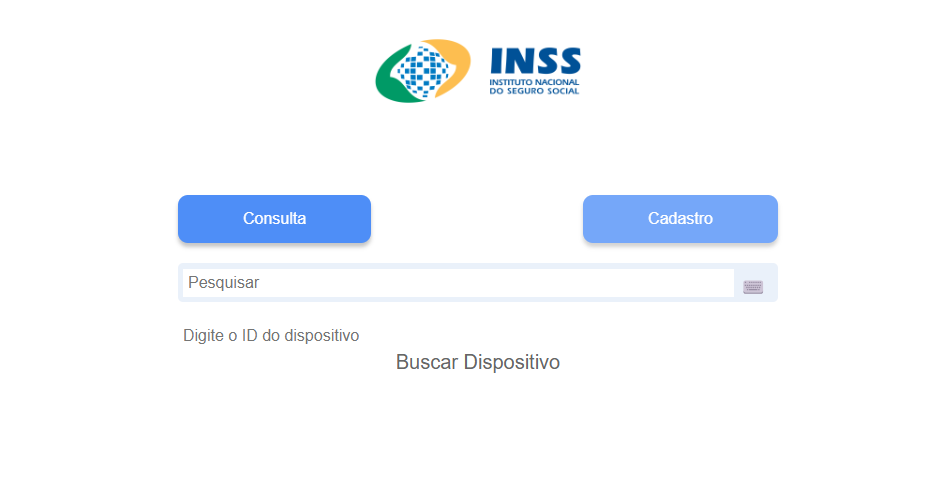 INSS
INSTITUTO NACIONAL
DO SEGURO SOCIAL
Consulta
Cadastro
Pesquisar
Digite o ID do dispositivo
Buscar Dispositivo